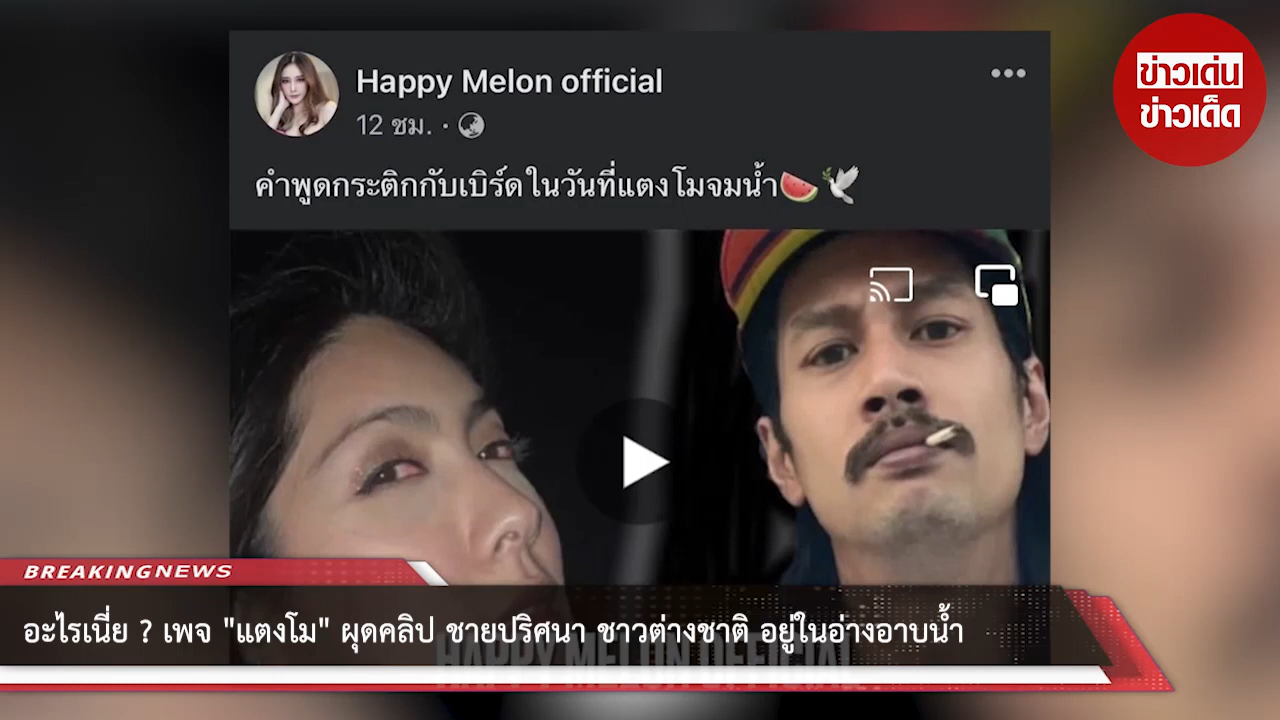 Happy Melon official
12 ชม. ·
คำพูดกระติกกับเบิร์ดในวันที่แตงโมจมน้ำ🍉🕊️
ข่าวเด่น
ข่าวเด็ด
BREAKINGNEWS
อะไรเนี่ย ? เพจ "แตงโม" ผุดคลิป ชายปริศนา ชาวต่างชาติ อยู่ในอ่างอาบน้ำ
HAPPY MELON OFFICIAL